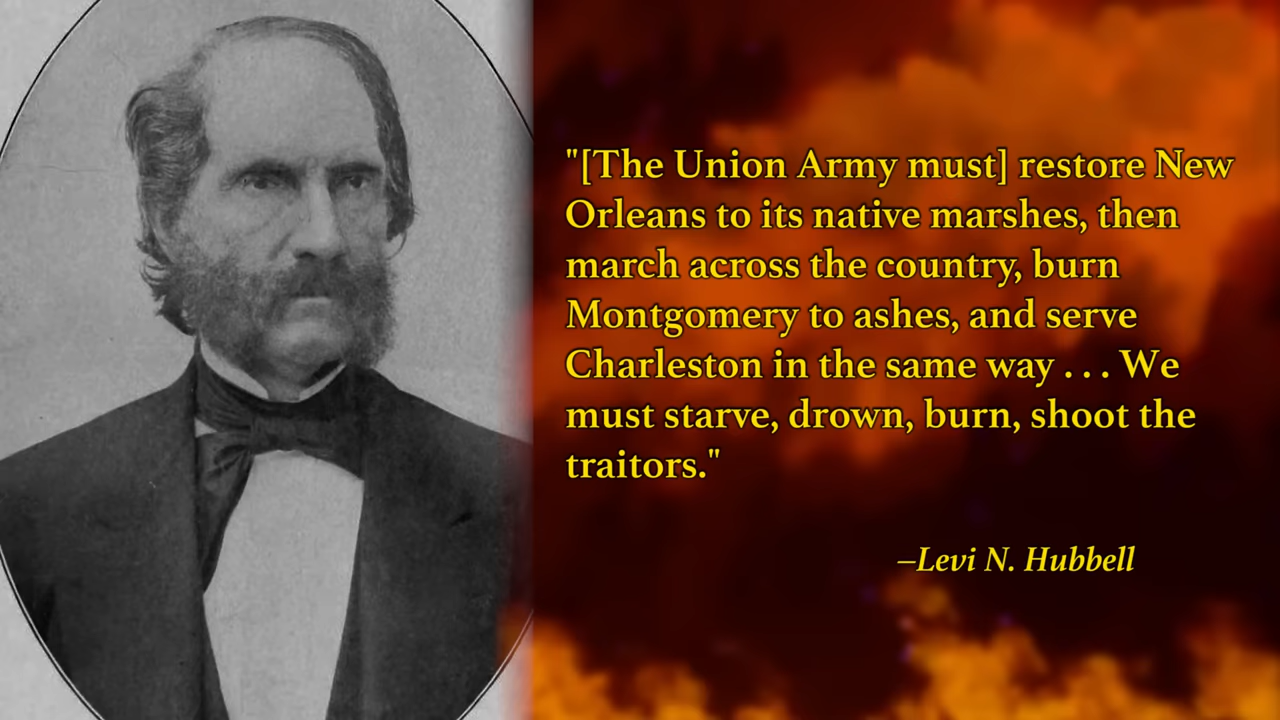 "[The Union Army must] restore New
Orleans to its native marshes, then
march across the country, burn
Montgomery to ashes, and serve
Charleston in the same way . . . We
must starve, drown, burn, shoot the
traitors."
–Levi N. Hubbell